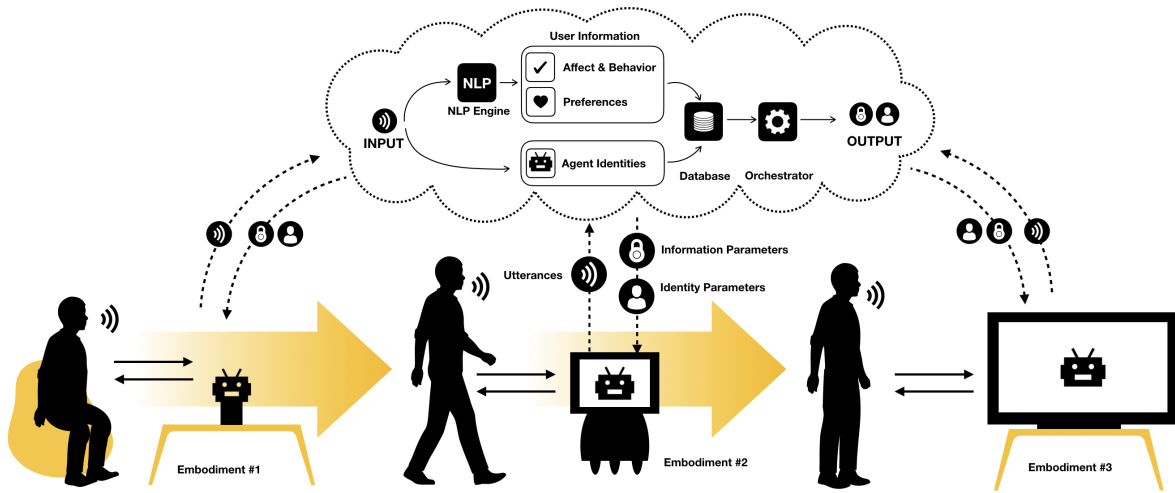 User Information
NLP
NLP Engine
Affect & Behavior
Preferences
INPUT
Agent Identities
Database
Orchestrator
OUTPUT
Utterances
Information Parameters
Identity Parameters
Embodiment #1
Embodiment #2
Embodiment #3